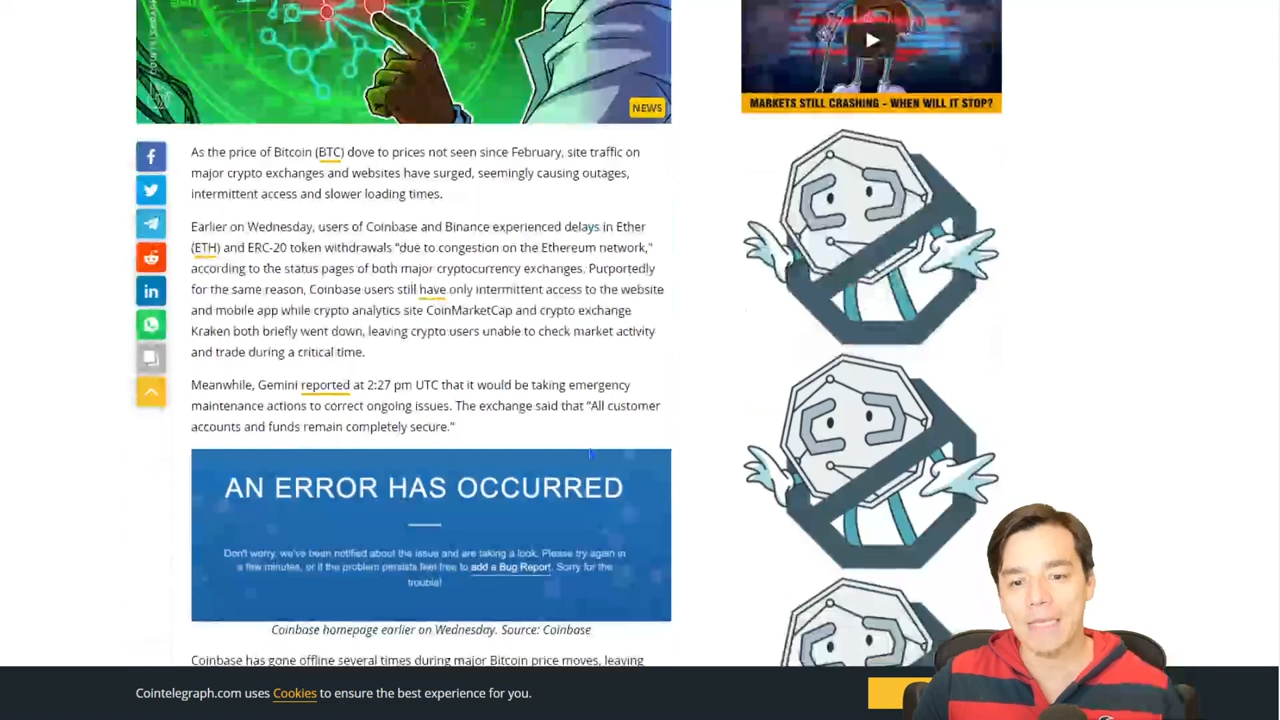 NEWS
MARKETS STILL CRASHING - WHEN WILL IT STOP?
As the price of Bitcoin (BTC) dove to prices not seen since February, site traffic on
major crypto exchanges and websites have surged, seemingly causing outages,
intermittent access and slower loading times.
Earlier on Wednesday, users of Coinbase and Binance experienced delays in Ether
(ETH) and ERC-20 token withdrawals "due to congestion on the Ethereum network,"
according to the status pages of both major cryptocurrency exchanges. Purportedly
for the same reason, Coinbase users still have only intermittent access to the website
and mobile app while crypto analytics site CoinMarketCap and crypto exchange
Kraken both briefly went down, leaving crypto users unable to check market activity
and trade during a critical time.
Meanwhile, Gemini reported at 2:27 pm UTC that it would be taking emergency
maintenance actions to correct ongoing issues. The exchange said that "All customer
accounts and funds remain completely secure."
AN ERROR HAS OCCURRED
Don't worry, we've been notified about the issue and are taking a look. Please try again in
a few minutes, or if the problem persists feel free to add a Bug Report. Sorry for the
trouble!
Coinbase homepage earlier on Wednesday. Source: Coinbase
Coinbase has gone offline several times during major Bitcoin price moves, leaving
Cointelegraph.com uses Cookies to ensure the best experience for you.